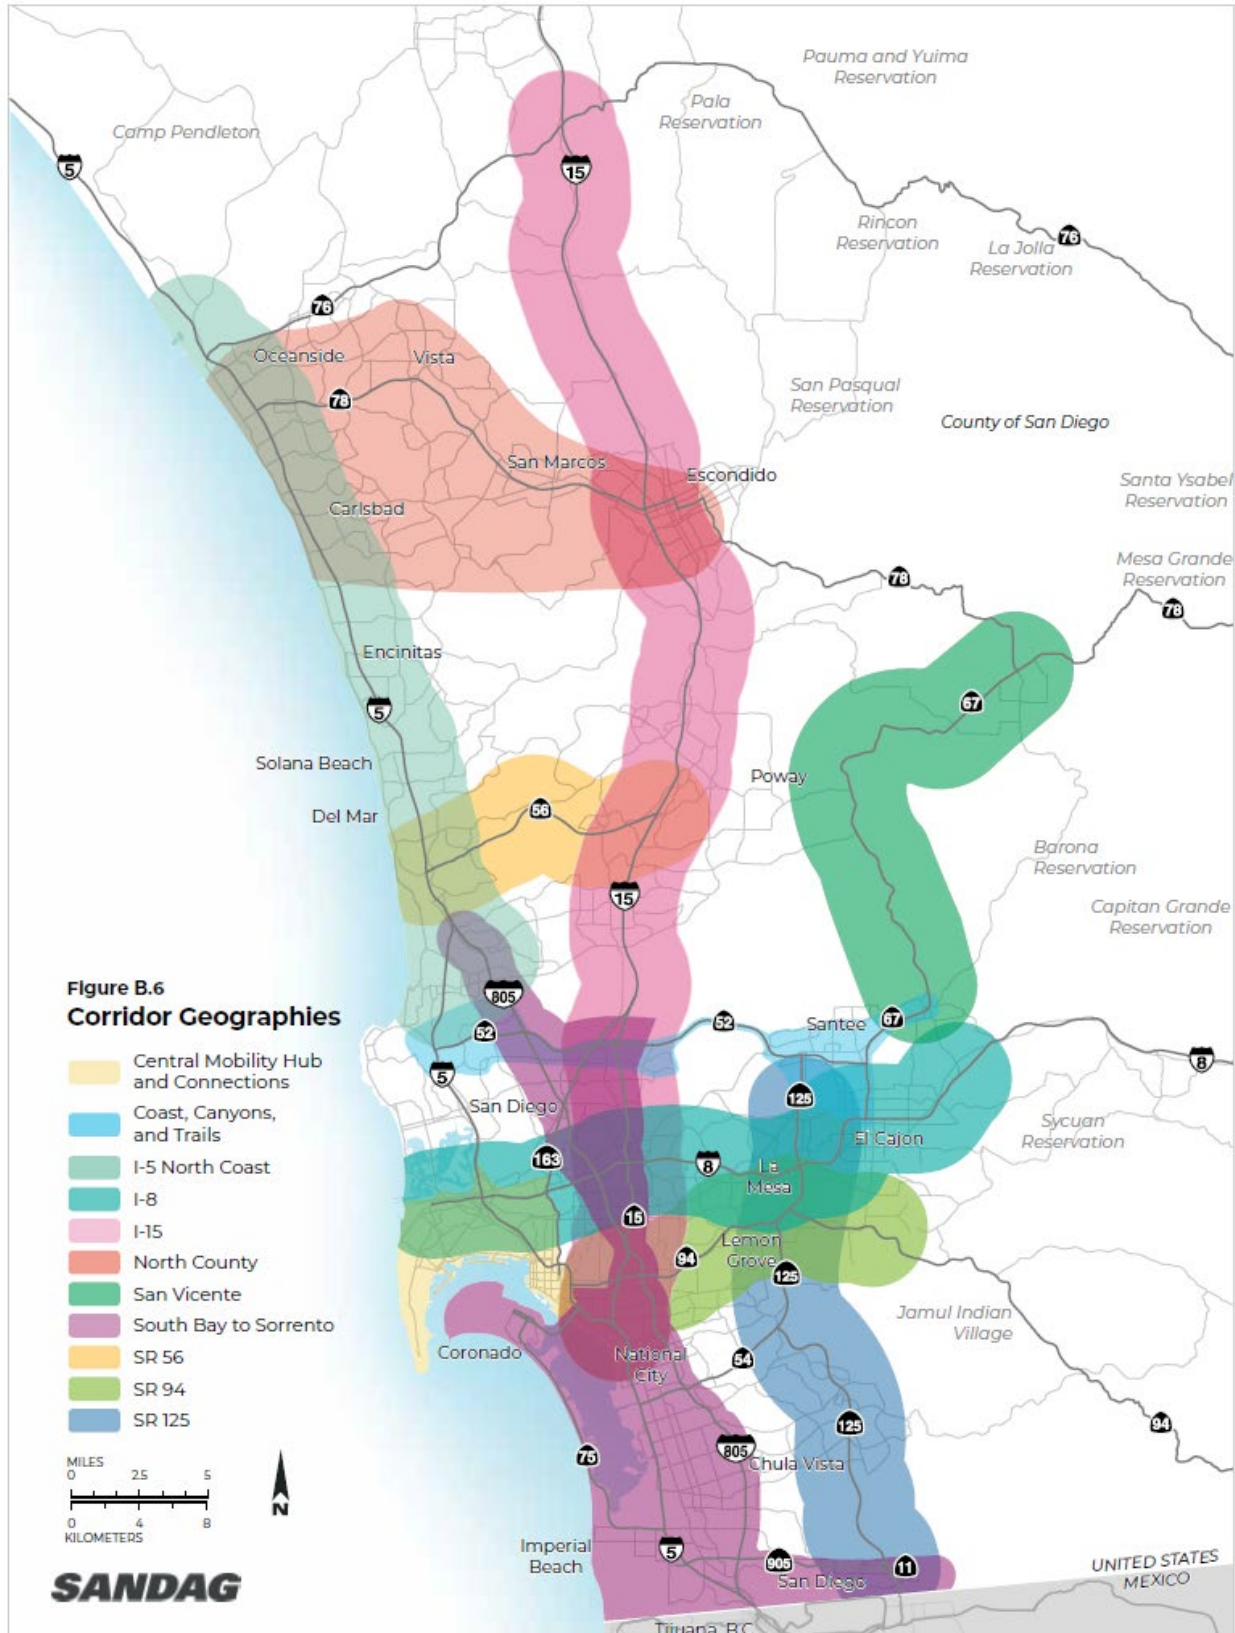 Pauma and Yuima
Reservation
Pala
Reservation
Camp Pendleton
5
15
Rincon
Reservation
La Jolla
Reservation
76
76
Oceanside
Vista
78
San Pasqual
Reservation
County of San Diego
San Marcos
Escondido
Santa Ysabel
Reservation
Carlsbad
Mesa Grande
Reservation
78
78
Encinitas
5
67
Solana Beach
Poway
Del Mar
56
Barona
Reservation
15
Capitan Grande
Reservation
805
52
52
Santee
67
5
8
125
San Diego
Sycuan
Reservation
El Cajon
163
8
La
Mesa
15
Lemon
Grove
94
125
Jamul Indian
Village
Coronado
National
City
54
125
94
75
805
Chula Vista
Imperial
Beach
5
905
11
San Diego
UNITED STATES
MEXICO
Tijuana, B.C.
Figure B.6
Corridor Geographies
Central Mobility Hub
and Connections
Coast, Canyons,
and Trails
I-5 North Coast
I-8
I-15
North County
San Vicente
South Bay to Sorrento
SR 56
SR 94
SR 125
MILES
0 2.5 5
0 4 8
KILOMETERS
N
SANDAG